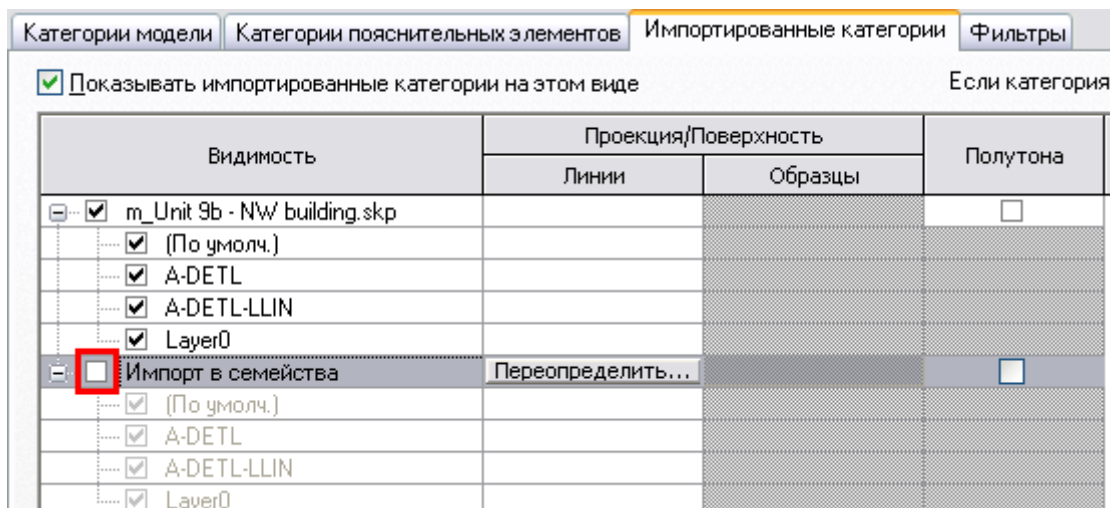 Категории модели Категории пояснительных элементов Импортированные категории Фильтры
Показывать импортированные категории на этом виде Если категория
Видимость Проекция/Поверхность Полутона
Линии Образцы
m_Unit 9b - NW building.skp
(По умолч.)
A-DETL
A-DETL-LLIN
Layer0
Импорт в семейства Переопределить...
(По умолч.)
A-DETL
A-DETL-LLIN
Layer0